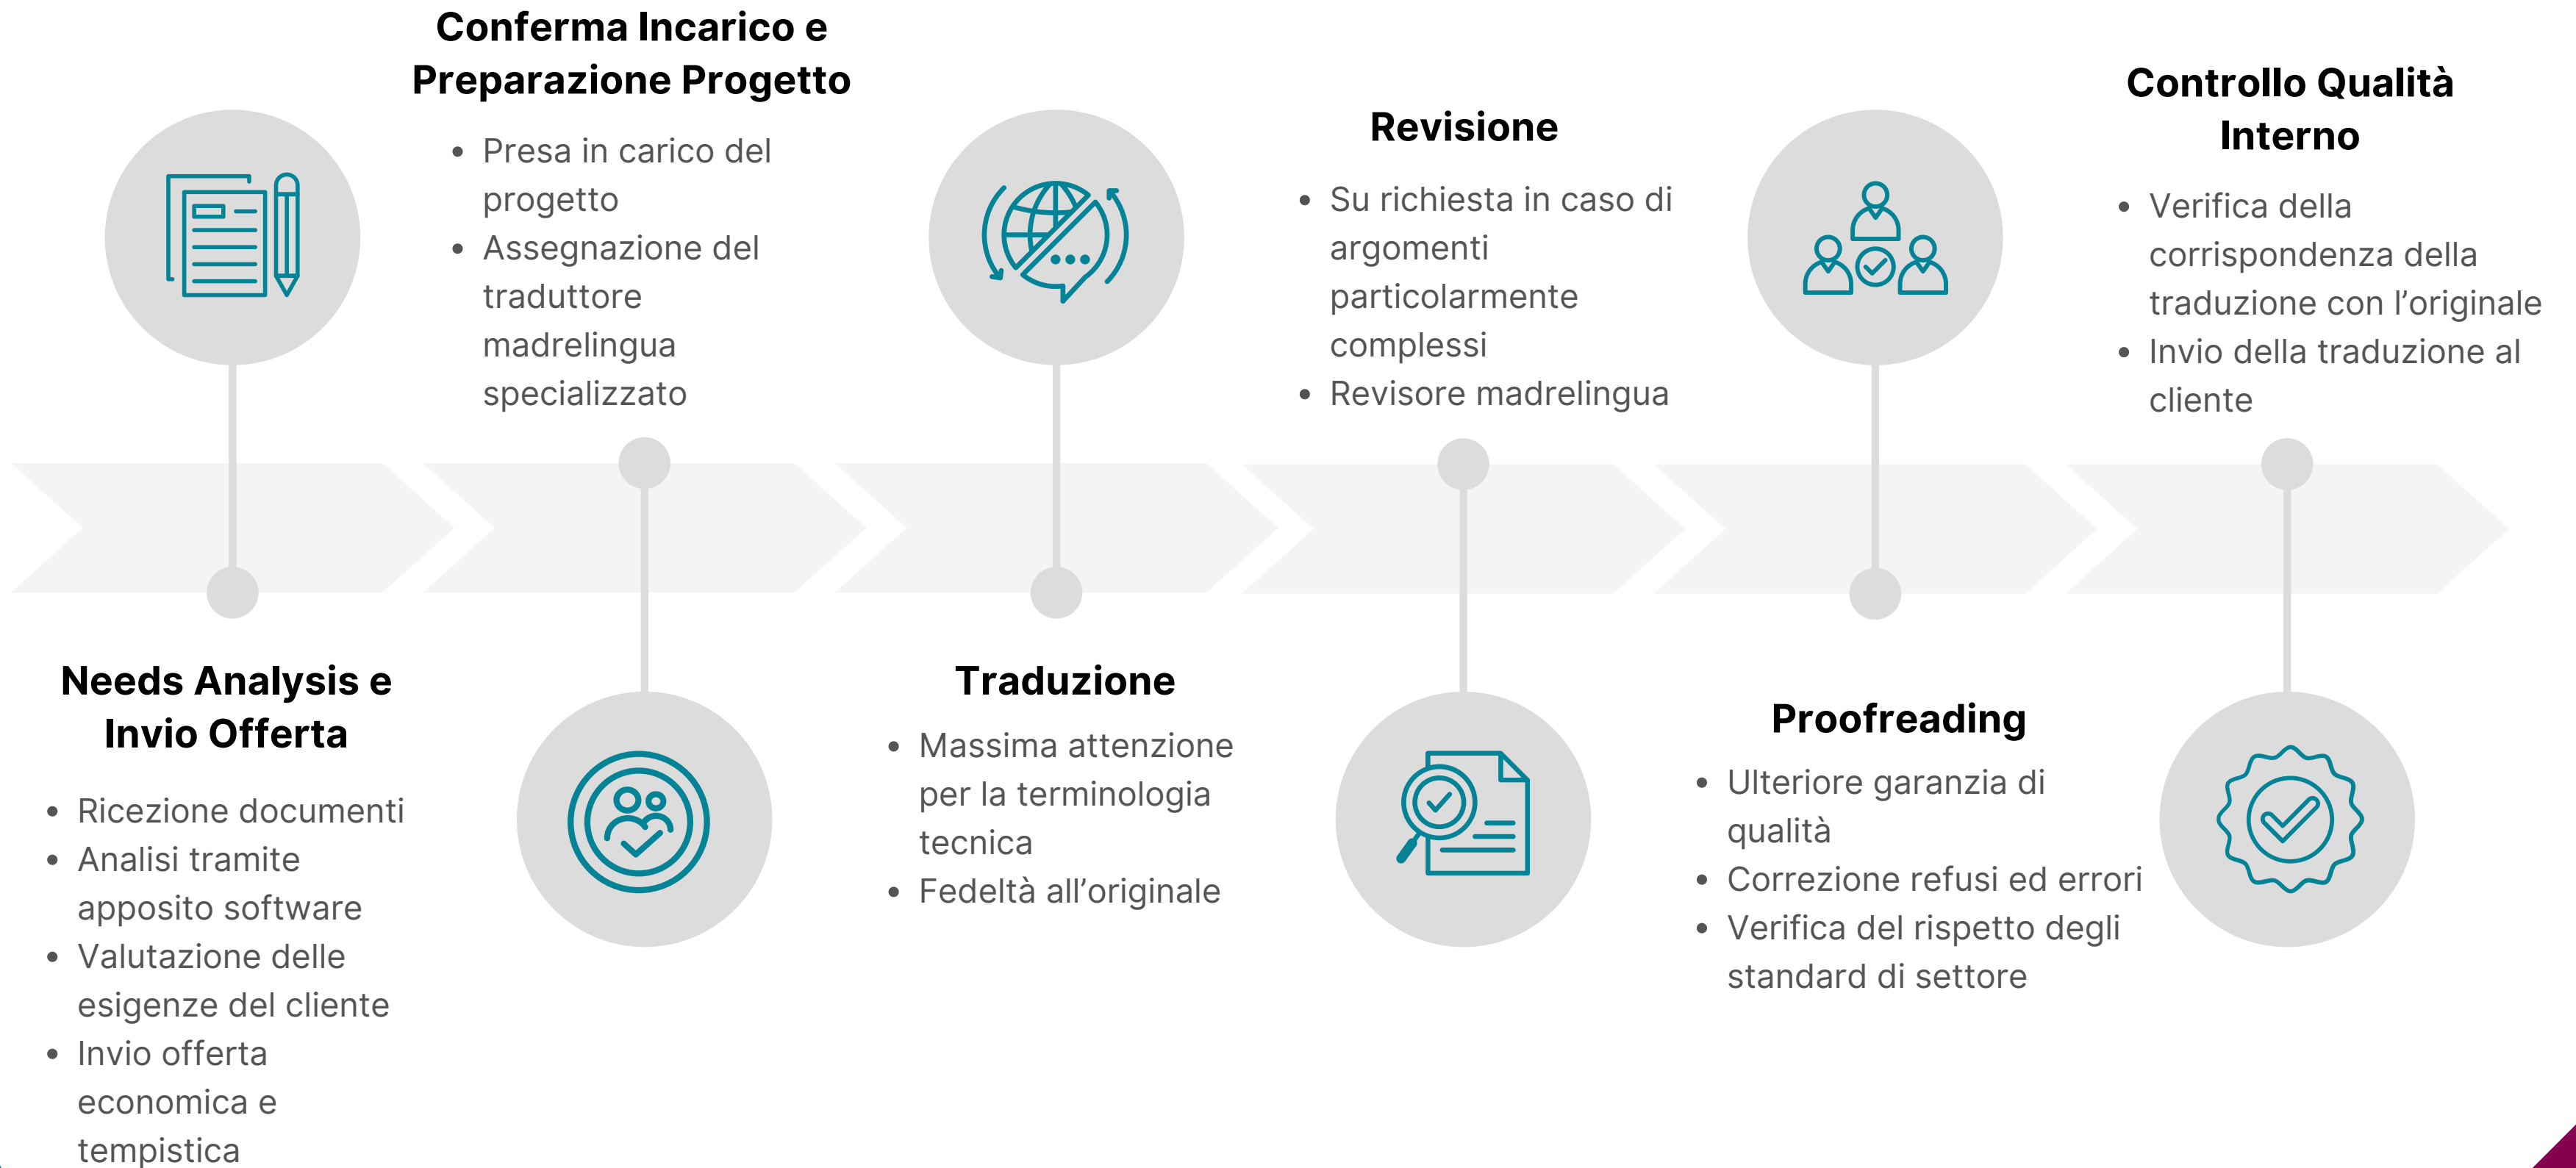 Needs Analysis e
Invio Offerta
• Ricezione documenti
• Analisi tramite
apposito software
• Valutazione delle
esigenze del cliente
• Invio offerta
economica e
tempistica
Conferma Incarico e
Preparazione Progetto
• Presa in carico del
progetto
• Assegnazione del
traduttore
madrelingua
specializzato
Traduzione
• Massima attenzione
per la terminologia
tecnica
• Fedeltà all’originale
Revisione
• Su richiesta in caso di
argomenti
particolarmente
complessi
• Revisore madrelingua
Proofreading
• Ulteriore garanzia di
qualità
• Correzione refusi ed errori
• Verifica del rispetto degli
standard di settore
Controllo Qualità
Interno
• Verifica della
corrispondenza della
traduzione con l’originale
• Invio della traduzione al
cliente